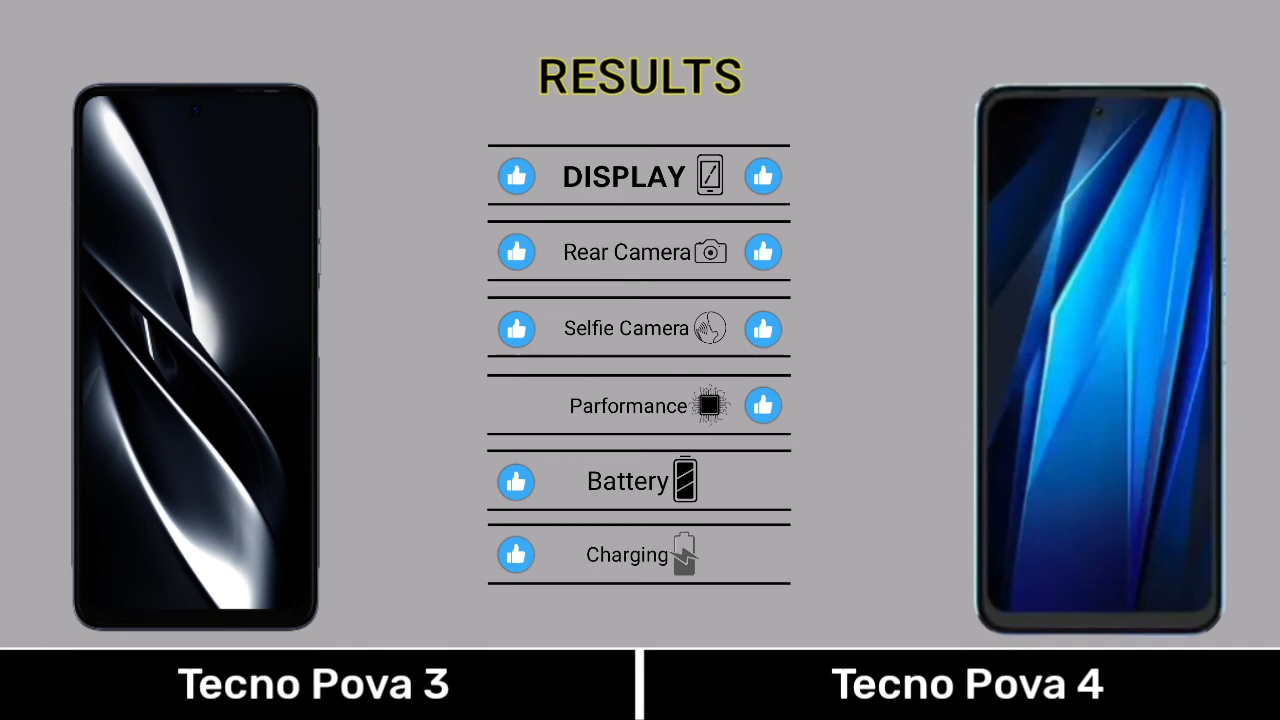 RESULTS
DISPLAY
Rear Camera
Selfie Camera
Parformance
Battery
Charging
Tecno Pova 3
Tecno Pova 4